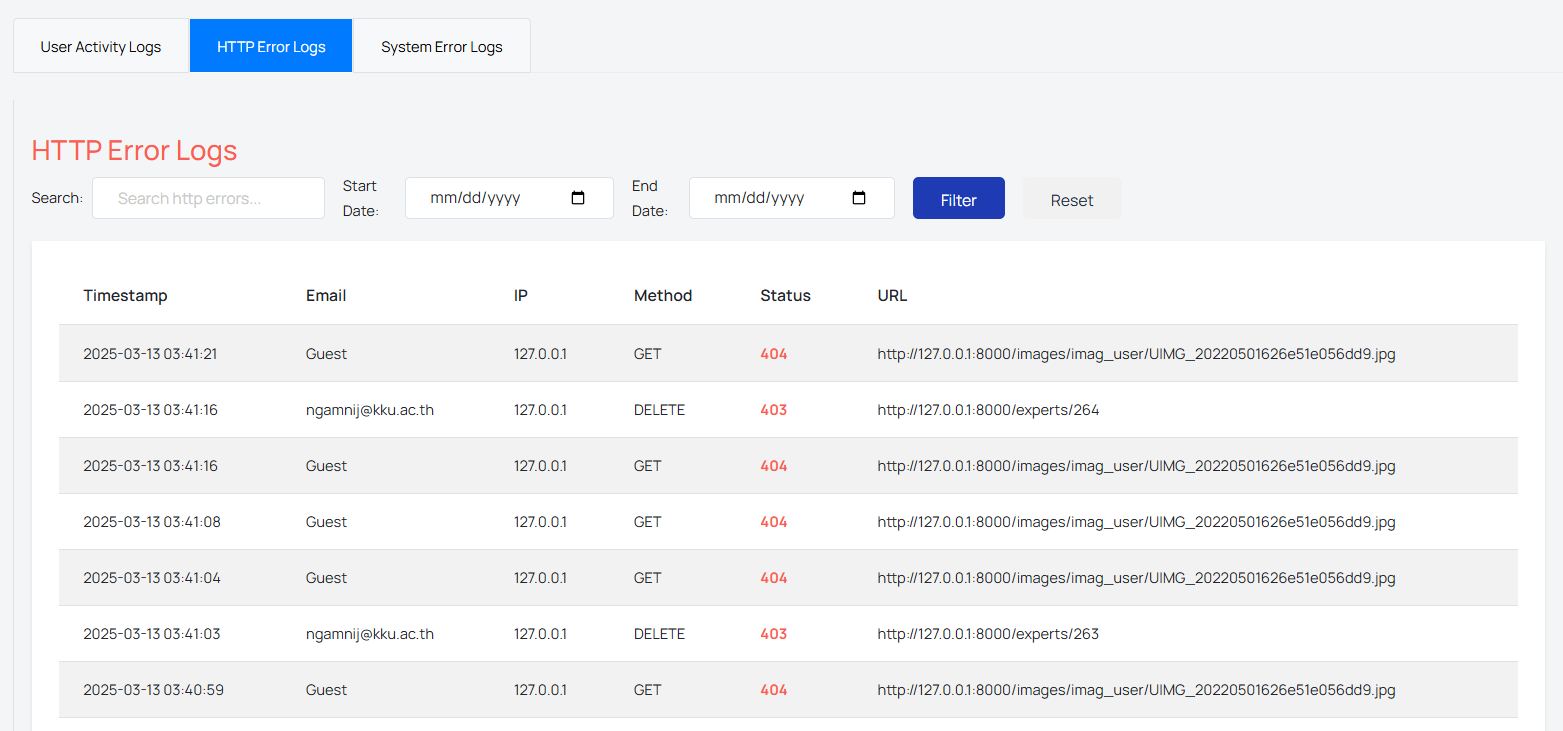 User Activity Logs HTTP Error Logs System Error Logs
HTTP Error Logs
Search: Search http errors... Start Date: mm/dd/yyyy End Date: mm/dd/yyyy Filter Reset
Timestamp Email IP Method Status URL
2025-03-13 03:41:21 Guest 127.0.0.1 GET 404 http://127.0.0.1:8000/images/imag_user/UIMG_20220501626e51e056dd9.jpg
2025-03-13 03:41:16 ngamnij@kku.ac.th 127.0.0.1 DELETE 403 http://127.0.0.1:8000/experts/264
2025-03-13 03:41:16 Guest 127.0.0.1 GET 404 http://127.0.0.1:8000/images/imag_user/UIMG_20220501626e51e056dd9.jpg
2025-03-13 03:41:08 Guest 127.0.0.1 GET 404 http://127.0.0.1:8000/images/imag_user/UIMG_20220501626e51e056dd9.jpg
2025-03-13 03:41:04 Guest 127.0.0.1 GET 404 http://127.0.0.1:8000/images/imag_user/UIMG_20220501626e51e056dd9.jpg
2025-03-13 03:41:03 ngamnij@kku.ac.th 127.0.0.1 DELETE 403 http://127.0.0.1:8000/experts/263
2025-03-13 03:40:59 Guest 127.0.0.1 GET 404 http://127.0.0.1:8000/images/imag_user/UIMG_20220501626e51e056dd9.jpg